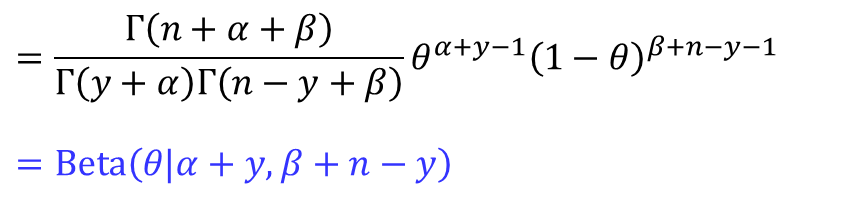 = Γ(n + α + β) / Γ(y + α)Γ(n − y + β) θ^{α+y−1}(1 − θ)^{β+n−y−1}
= Beta(θ|α + y, β + n − y)